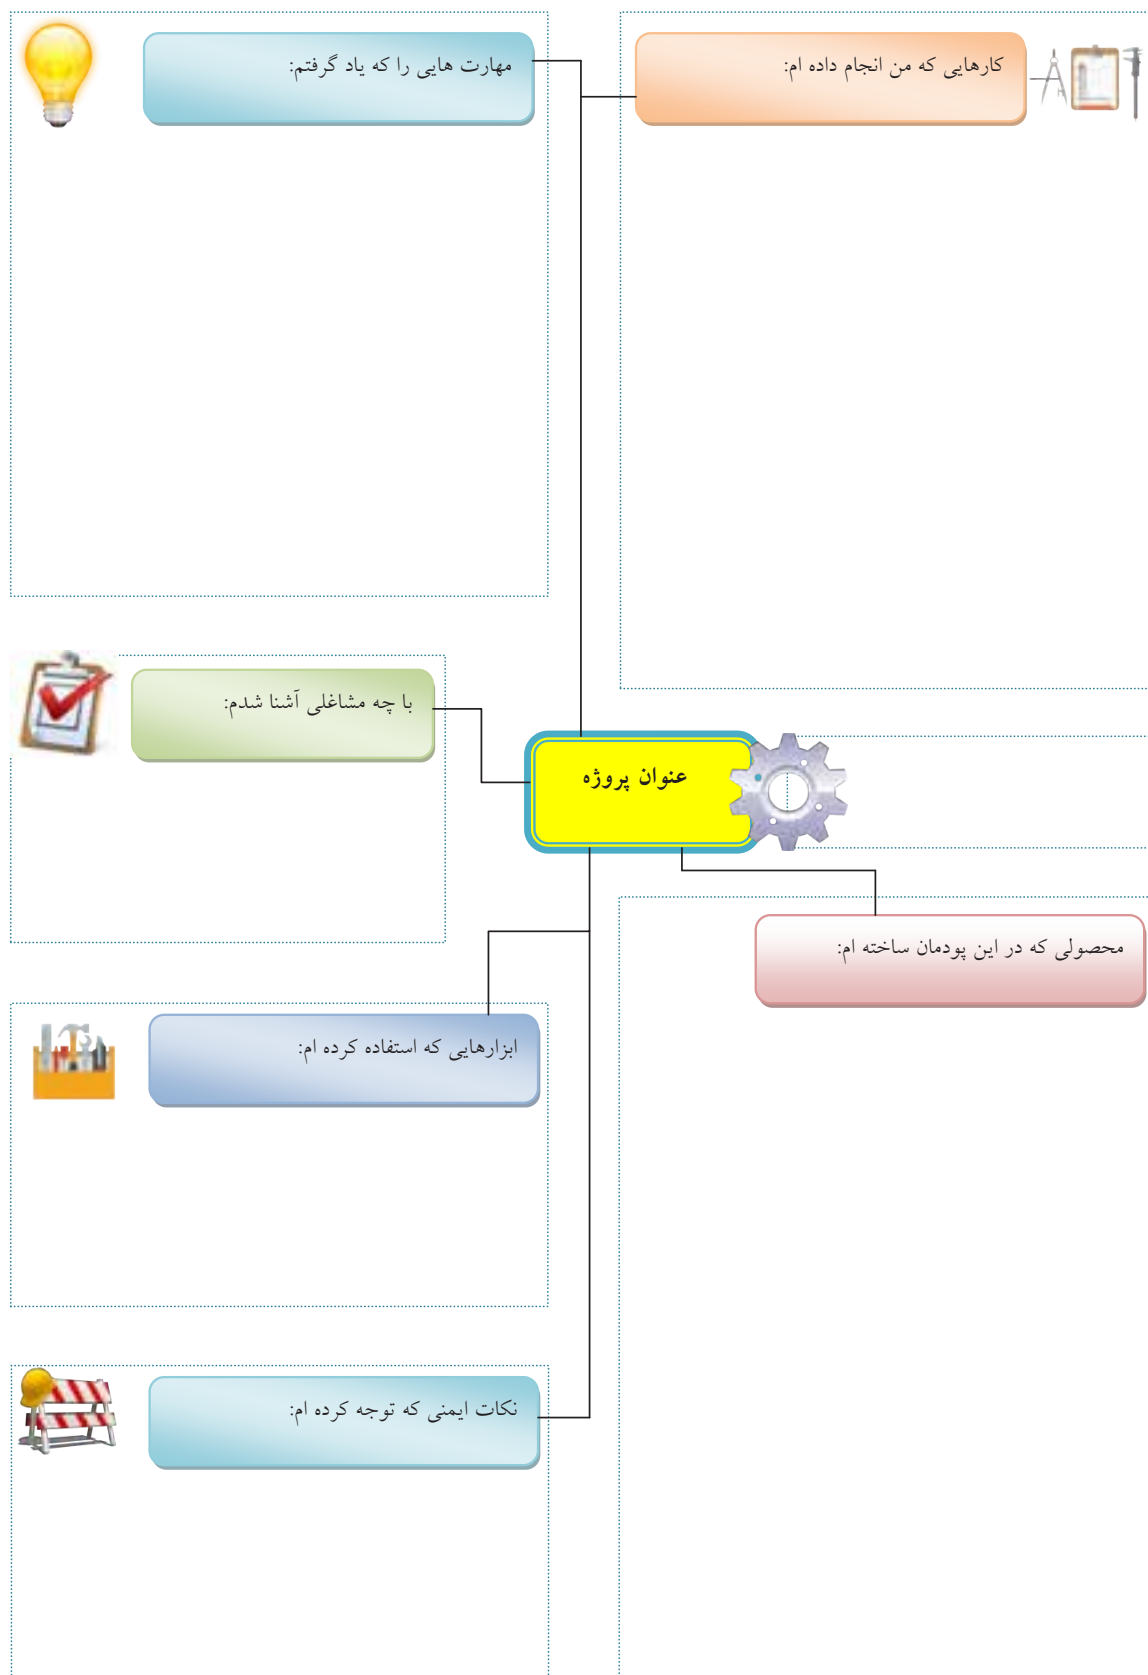 کارهایی که من انجام داده ام:
مهارت هایی را که یاد گرفتم:
با چه مشاغلی آشنا شدم:
عنوان پروژه
محصولی که در این پودمان ساخته ام:
ابزارهایی که استفاده کرده ام:
نکات ایمنی که توجه کرده ام: